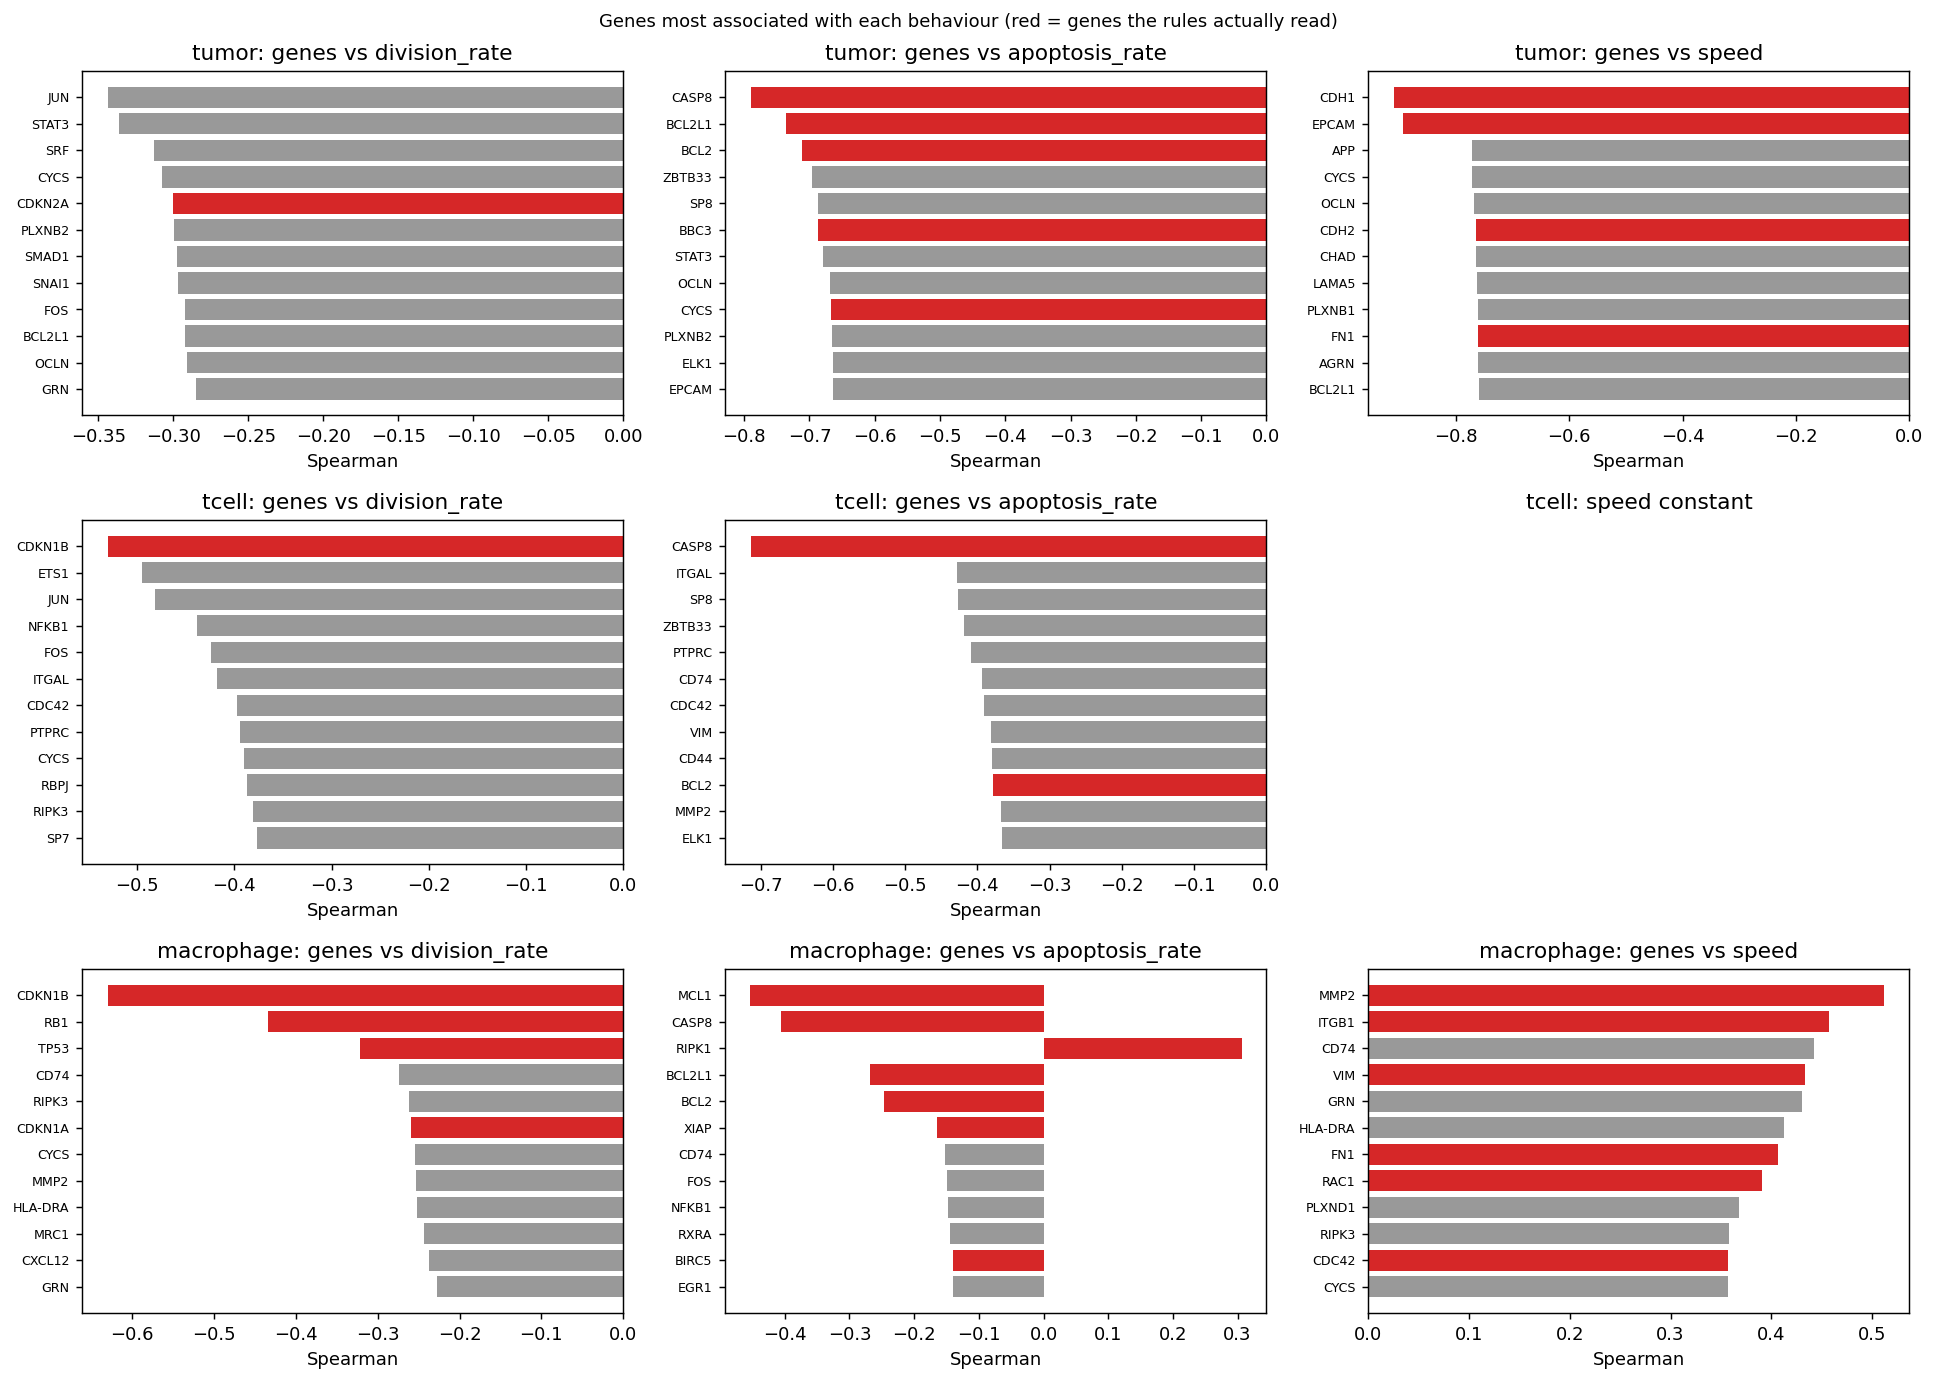 Genes most associated with each behaviour (red = genes the rules actually read)
tumor: genes vs division_rate
JUN
STAT3
SRF
CYCS
CDKN2A
PLXNB2
SMAD1
SNAI1
FOS
BCL2L1
OCLN
GRN
−0.35 −0.30 −0.25 −0.20 −0.15 −0.10 −0.05 0.00
Spearman
tumor: genes vs apoptosis_rate
CASP8
BCL2L1
BCL2
ZBTB33
SP8
BBC3
STAT3
OCLN
CYCS
PLXNB2
ELK1
EPCAM
−0.8 −0.7 −0.6 −0.5 −0.4 −0.3 −0.2 −0.1 0.0
Spearman
tumor: genes vs speed
CDH1
EPCAM
APP
CYCS
OCLN
CDH2
CHAD
LAMA5
PLXNB1
FN1
AGRN
BCL2L1
−0.8 −0.6 −0.4 −0.2 0.0
Spearman
tcell: genes vs division_rate
CDKN1B
ETS1
JUN
NFKB1
FOS
ITGAL
CDC42
PTPRC
CYCS
RBPJ
RIPK3
SP7
−0.5 −0.4 −0.3 −0.2 −0.1 0.0
Spearman
tcell: genes vs apoptosis_rate
CASP8
ITGAL
SP8
ZBTB33
PTPRC
CD74
CDC42
VIM
CD44
BCL2
MMP2
ELK1
−0.7 −0.6 −0.5 −0.4 −0.3 −0.2 −0.1 0.0
Spearman
tcell: speed constant
macrophage: genes vs division_rate
CDKN1B
RB1
TP53
CD74
RIPK3
CDKN1A
CYCS
MMP2
HLA-DRA
MRC1
CXCL12
GRN
−0.6 −0.5 −0.4 −0.3 −0.2 −0.1 0.0
Spearman
macrophage: genes vs apoptosis_rate
MCL1
CASP8
RIPK1
BCL2L1
BCL2
XIAP
CD74
FOS
NFKB1
RXRA
BIRC5
EGR1
−0.4 −0.3 −0.2 −0.1 0.0 0.1 0.2 0.3
Spearman
macrophage: genes vs speed
MMP2
ITGB1
CD74
VIM
GRN
HLA-DRA
FN1
RAC1
PLXND1
RIPK3
CDC42
CYCS
0.0 0.1 0.2 0.3 0.4 0.5
Spearman